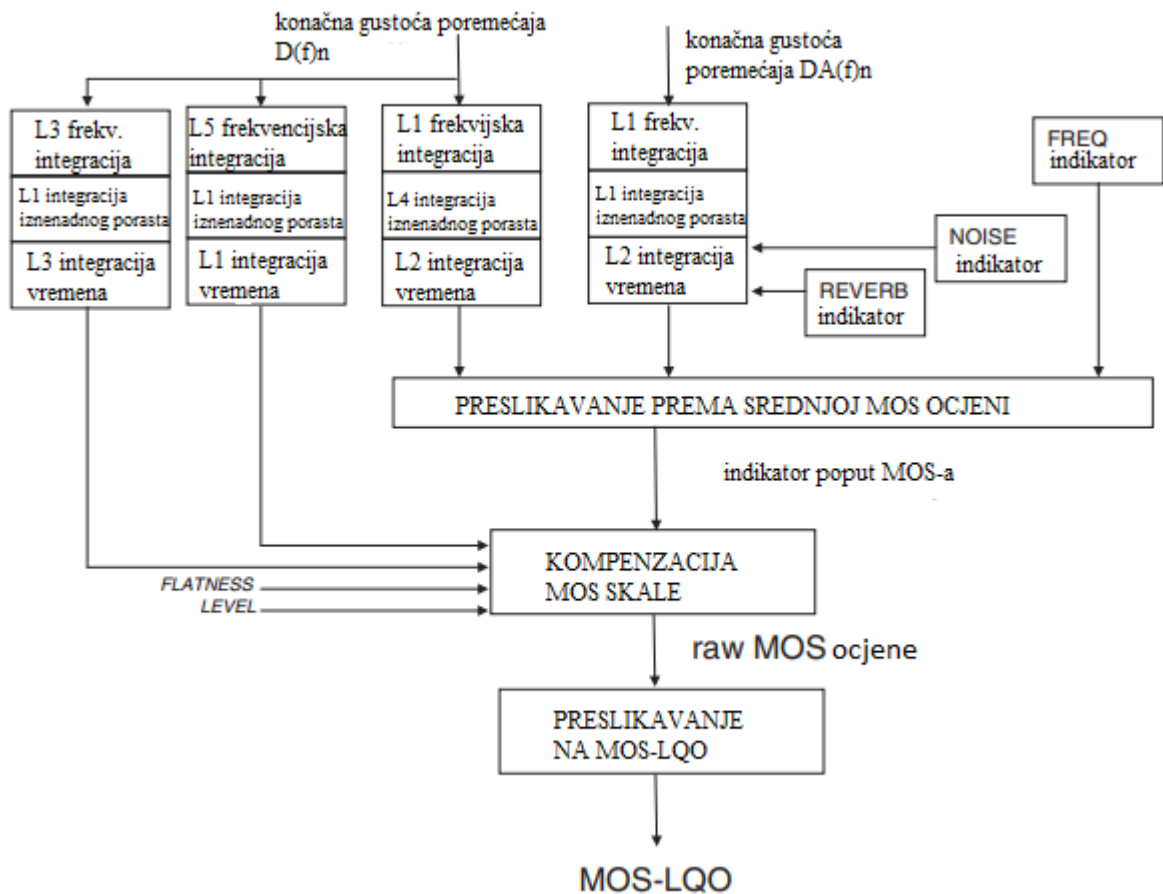 konačna gustoća poremećaja
D(f)n
konačna gustoća
poremećaja DA(f)n
L3 frekv.
integracija
L1 integracija
iznenadnog porasta
L3 integracija
vremena
L5 frekvencijska
integracija
L1 integracija
iznenadnog porasta
L1 integracija
vremena
L1 frekvijska
integracija
L4 integracija
iznenadnog porasta
L2 integracija
vremena
L1 frekv.
integracija
L1 integracija
iznenadnog porasta
L2 integracija
vremena
FREQ
indikator
NOISE
indikator
REVERB
indikator
PRESLIKAVANJE PREMA SREDNJOJ MOS OCJENI
indikator poput MOS-a
KOMPENZACIJA
MOS SKALE
FLATNESS
LEVEL
raw MOS ocjene
PRESLIKAVANJE
NA MOS-LQO
MOS-LQO